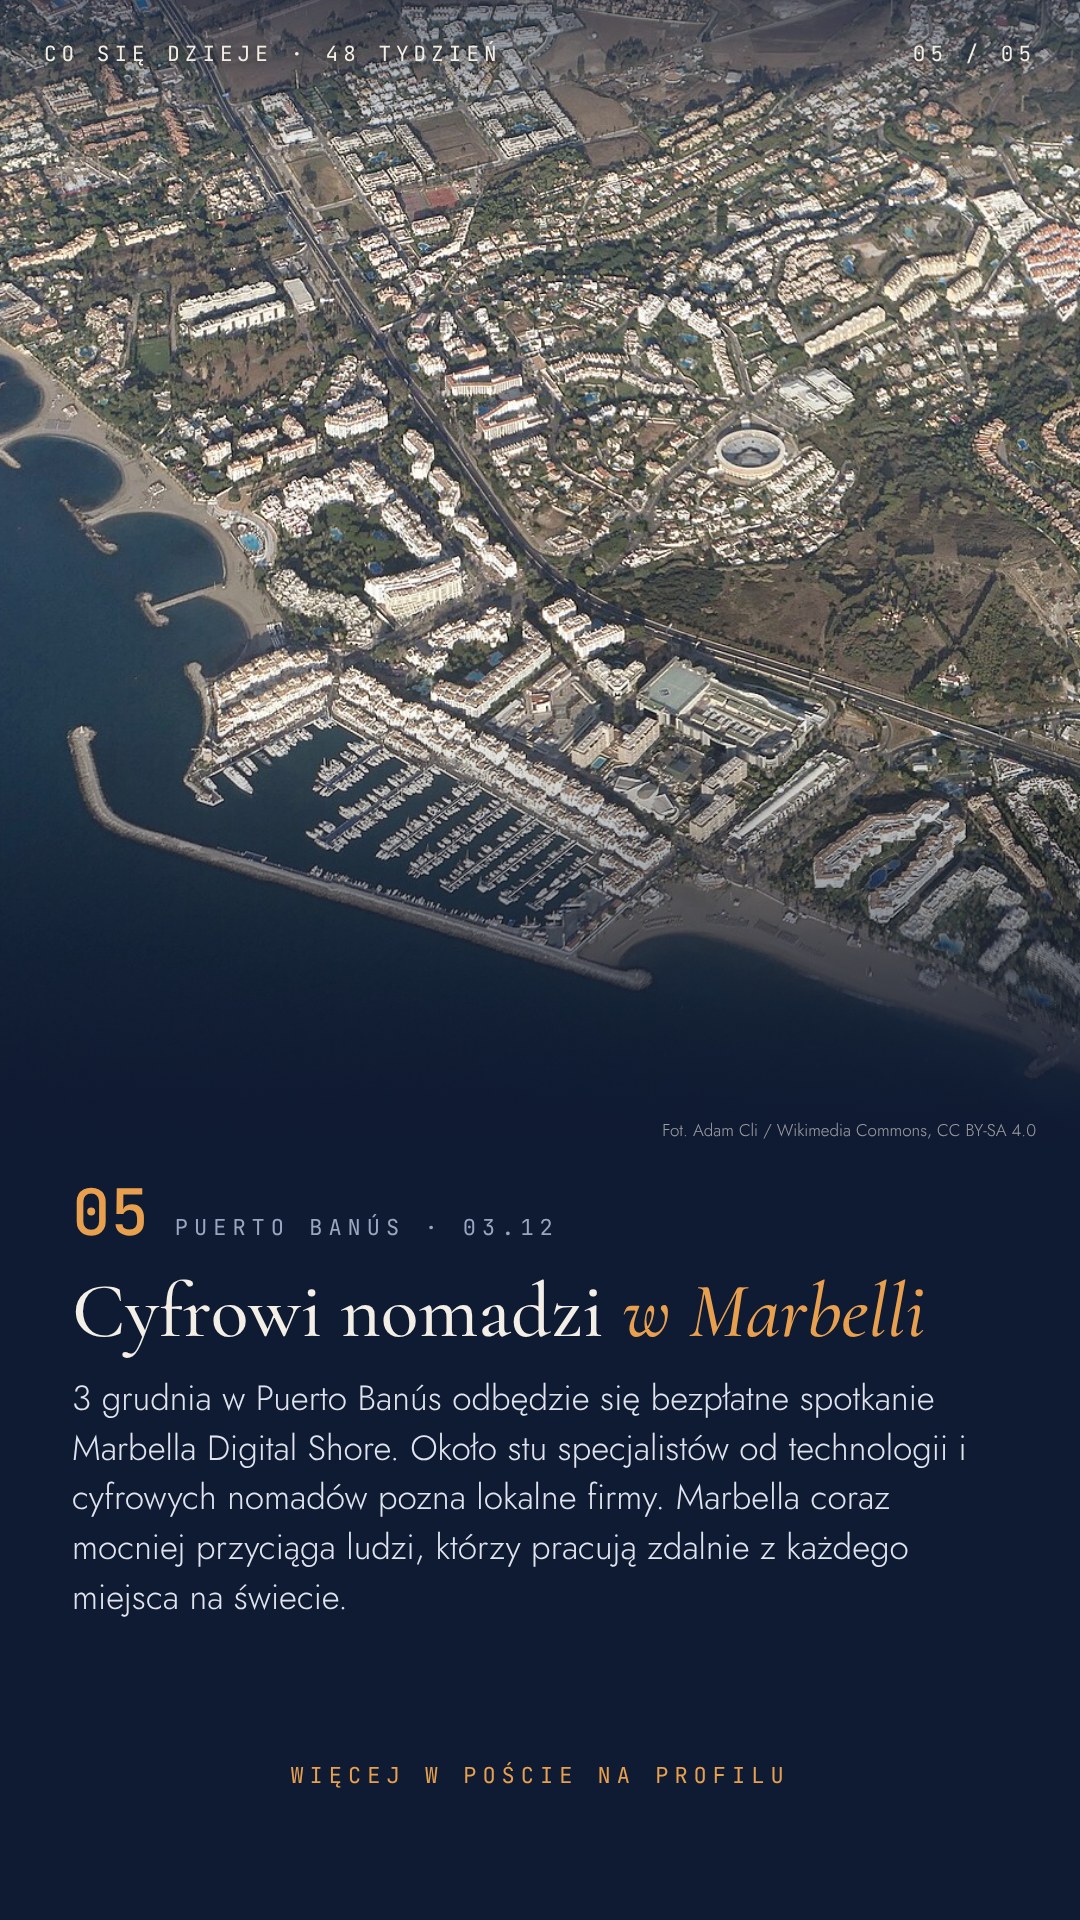 CO SIĘ DZIEJE · 48 TYDZIEŃ
05 / 05
Fot. Adam Cli / Wikimedia Commons, CC BY-SA 4.0
05 PUERTO BANÚS · 03.12
Cyfrowi nomadzi w Marbelli
3 grudnia w Puerto Banús odbędzie się bezpłatne spotkanie
Marbella Digital Shore. Około stu specjalistów od technologii i
cyfrowych nomadów pozna lokalne firmy. Marbella coraz
mocniej przyciąga ludzi, którzy pracują zdalnie z każdego
miejsca na świecie.
WIĘCEJ W POŚCIE NA PROFILU